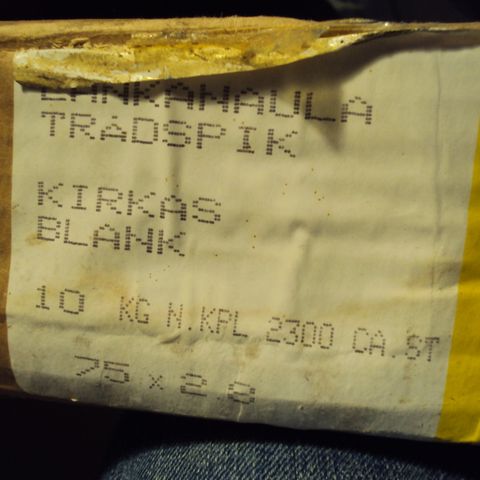 LANKANAULA
TRÅDSPIK
KIRKAS
BLANK
10 KG N.KPL 2300 CA.ST
75 x 2.8